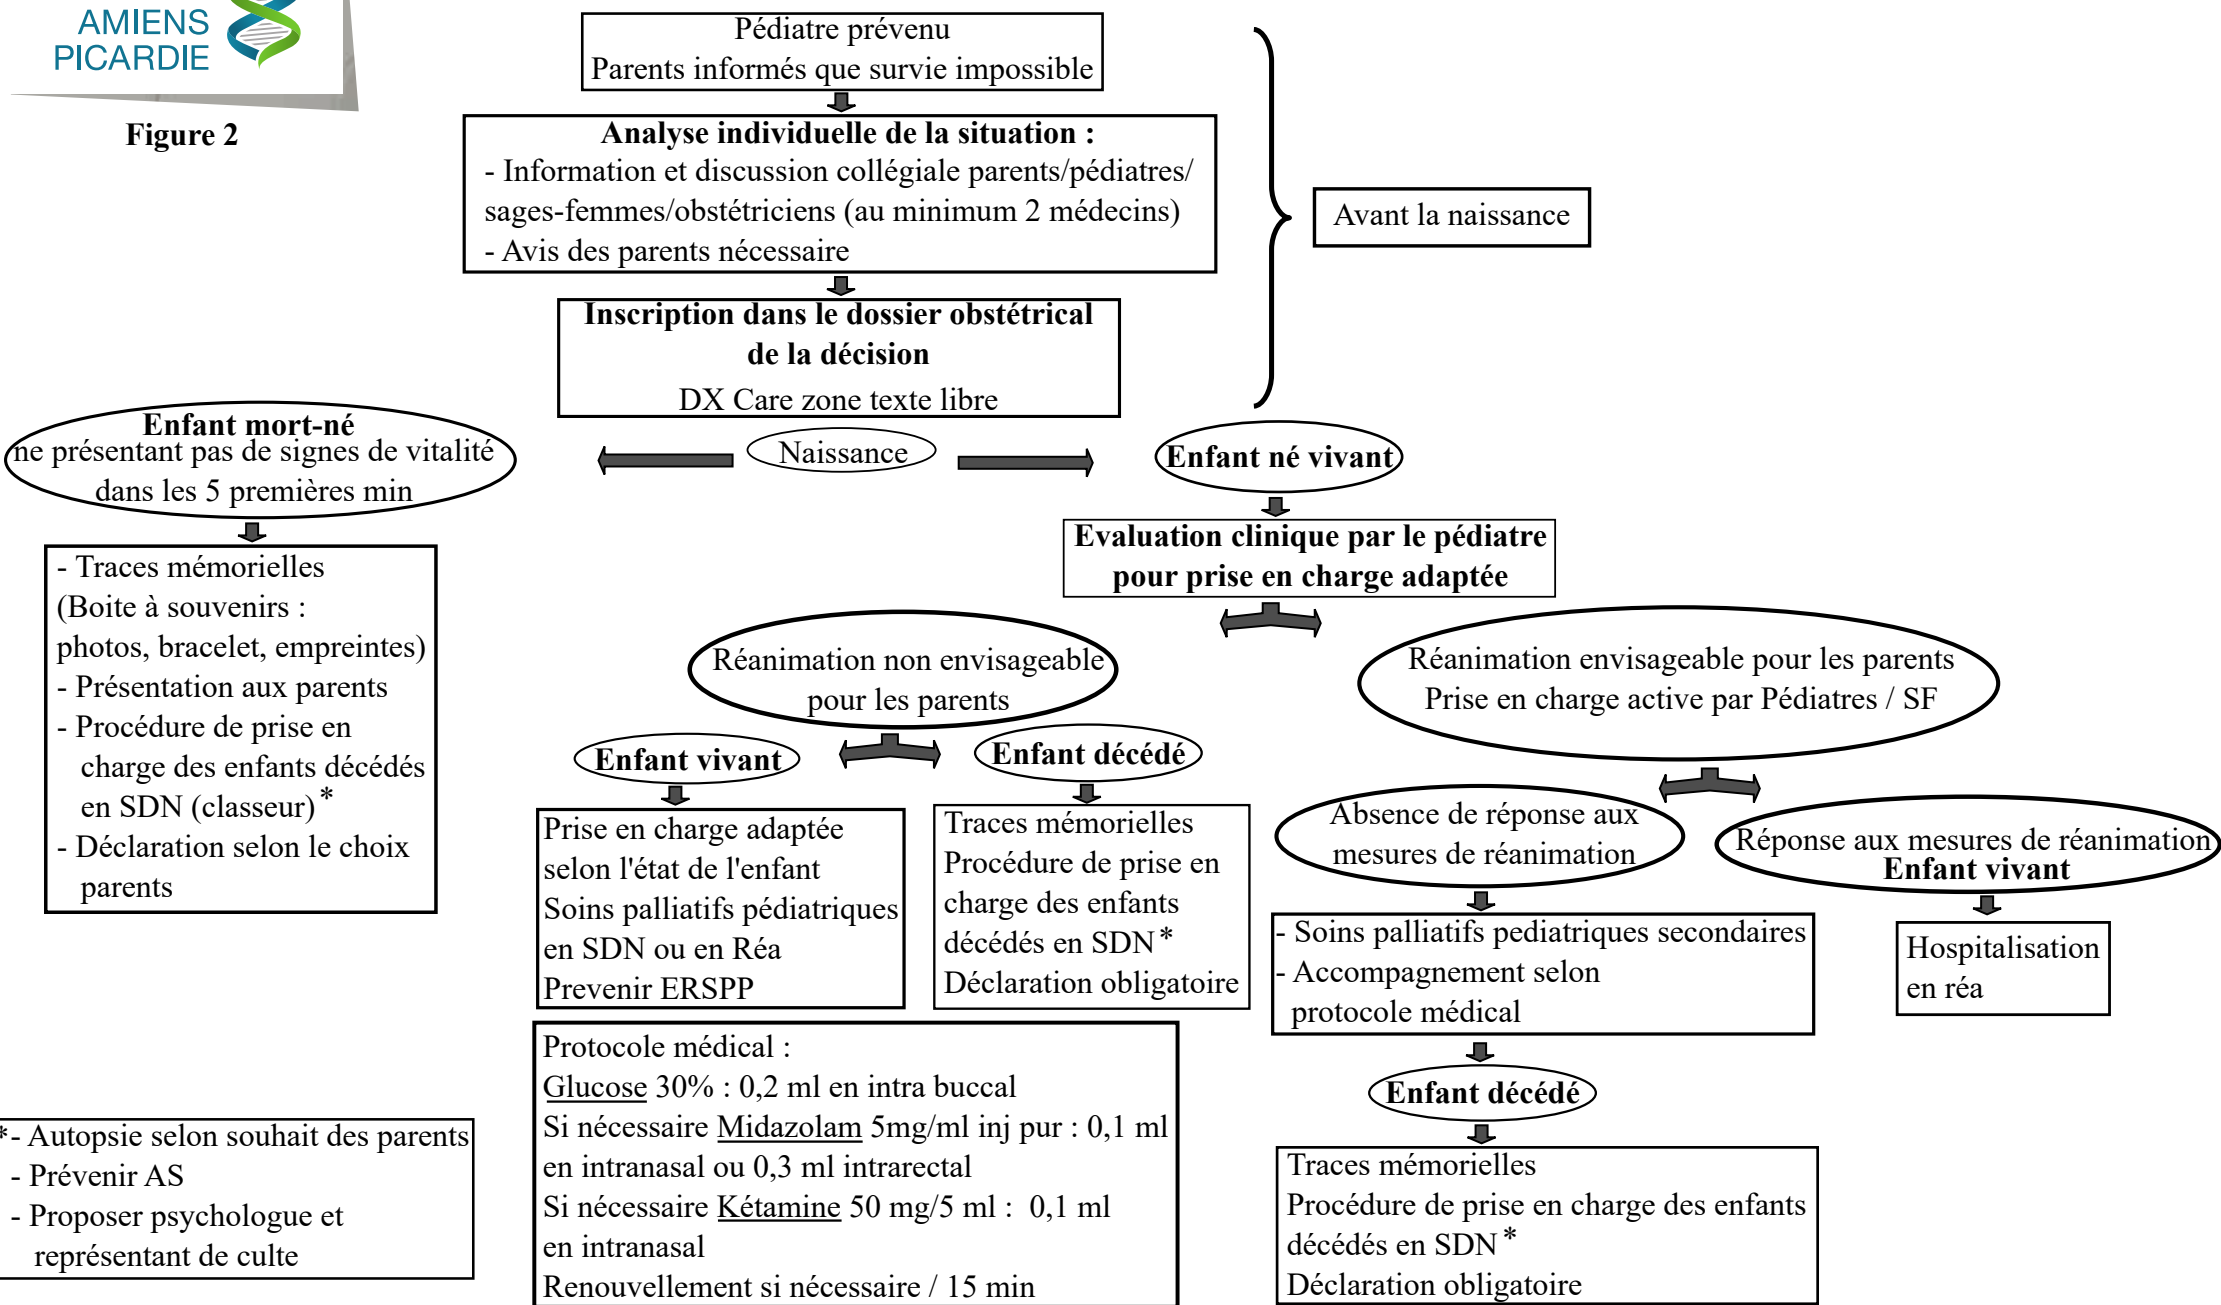 AMIENS
PICARDIE
Figure 2
Pédiatre prévenu
Parents informés que survie impossible
Analyse individuelle de la situation :
- Information et discussion collégiale parents/pédiatres/
sages-femmes/obstétriciens (au minimum 2 médecins)
- Avis des parents nécessaire
Avant la naissance
Inscription dans le dossier obstétrical
de la décision
DX Care zone texte libre
Naissance
Enfant mort-né
ne présentant pas de signes de vitalité
dans les 5 premières min
- Traces mémorielles
(Boite à souvenirs :
photos, bracelet, empreintes)
- Présentation aux parents
- Procédure de prise en
charge des enfants décédés
en SDN (classeur)*
- Déclaration selon le choix
parents
Enfant né vivant
Evaluation clinique par le pédiatre
pour prise en charge adaptée
Réanimation non envisageable
pour les parents
Enfant vivant
Prise en charge adaptée
selon l'état de l'enfant
Soins palliatifs pédiatriques
en SDN ou en Réa
Prevenir ERSPP
Enfant décédé
Traces mémorielles
Procédure de prise en
charge des enfants
décédés en SDN*
Déclaration obligatoire
Protocole médical :
Glucose 30% : 0,2 ml en intra buccal
Si nécessaire Midazolam 5mg/ml inj pur : 0,1 ml
en intranasal ou 0,3 ml intrarectal
Si nécessaire Kétamine 50 mg/5 ml : 0,1 ml
en intranasal
Renouvellement si nécessaire / 15 min
Réanimation envisageable pour les parents
Prise en charge active par Pédiatres / SF
Absence de réponse aux
mesures de réanimation
- Soins palliatifs pediatriques secondaires
- Accompagnement selon
protocole médical
Enfant décédé
Traces mémorielles
Procédure de prise en charge des enfants
décédés en SDN*
Déclaration obligatoire
Réponse aux mesures de réanimation
Enfant vivant
Hospitalisation
en réa
*- Autopsie selon souhait des parents
- Prévenir AS
- Proposer psychologue et
représentant de culte